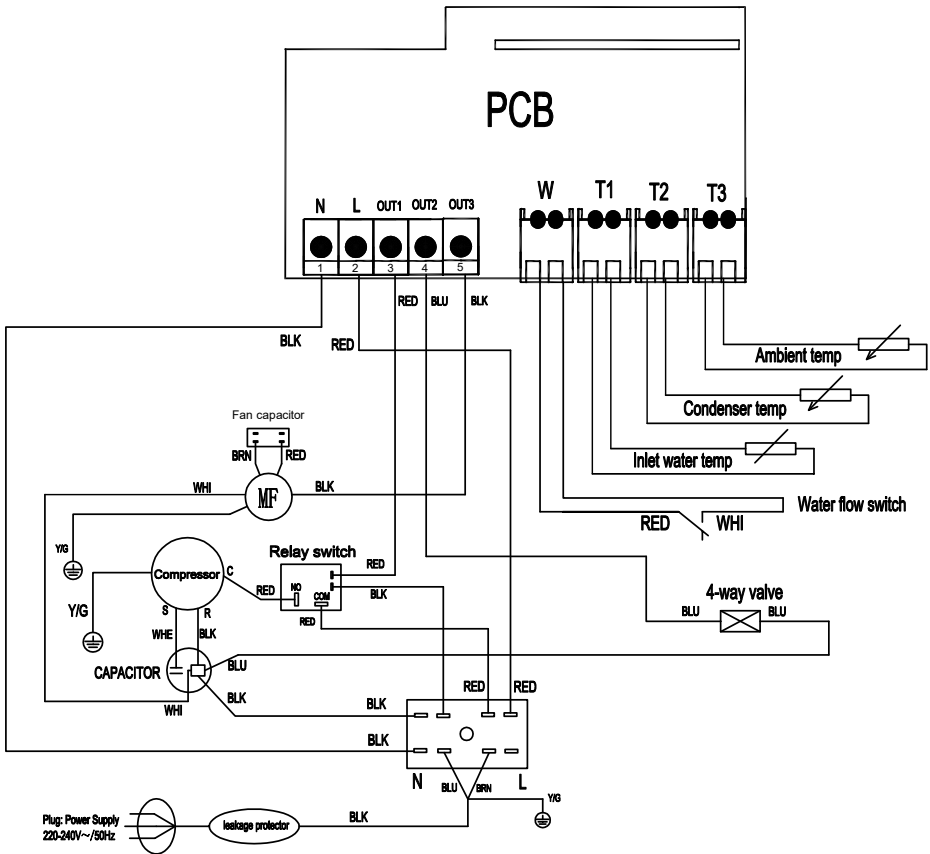 PCB
W T1 T2 T3
N L OUT1 OUT2 OUT3
1 2 3 4 5
RED BLU BLK
BLK
RED
Ambient temp
Condenser temp
Fan capacitor
BRN RED
Inlet water temp
WHI
MF
BLK
Water flow switch
RED WHI
Y/G
Relay switch
RED
Compressor
C
RED
NO
COM
BLK
RED
4-way valve
BLU BLU
Y/G
S R
WHE BLK
CAPACITOR
BLU
RED RED
BLK
BLK
WHI
BLK
N L
BLU BRN
Y/G
Plug: Power Supply
220-240V～/50Hz
leakage protector
BLK